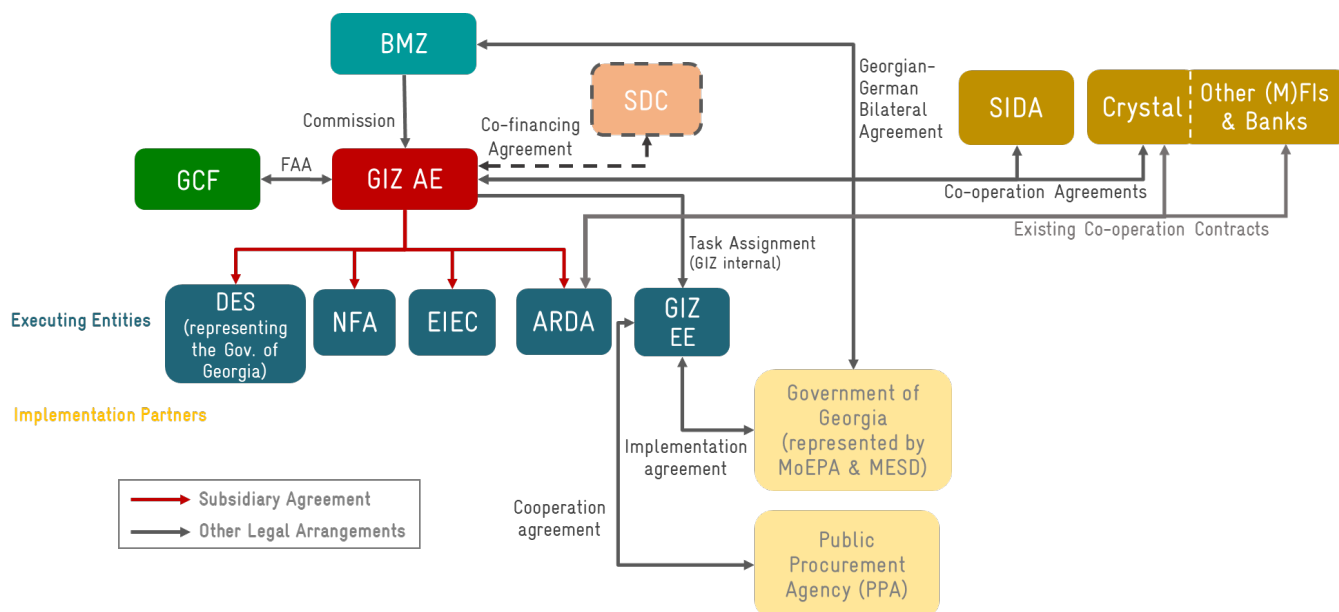 BMZ
SDC
Georgian-
German
Bilateral
Agreement
SIDA
Crystal
Other (M)FIs
& Banks
Commission
Co-financing
Agreement
GCF
FAA
GIZ AE
Co-operation Agreements
Existing Co-operation Contracts
Task Assignment
(GIZ internal)
Executing Entities
DES
(representing
the Gov. of
Georgia)
NFA
EIEC
ARDA
GIZ
EE
Implementation Partners
Government of
Georgia
(represented by
MoEPA & MESD)
Implementation
agreement
Subsidiary Agreement
Other Legal Arrangements
Cooperation
agreement
Public
Procurement
Agency (PPA)